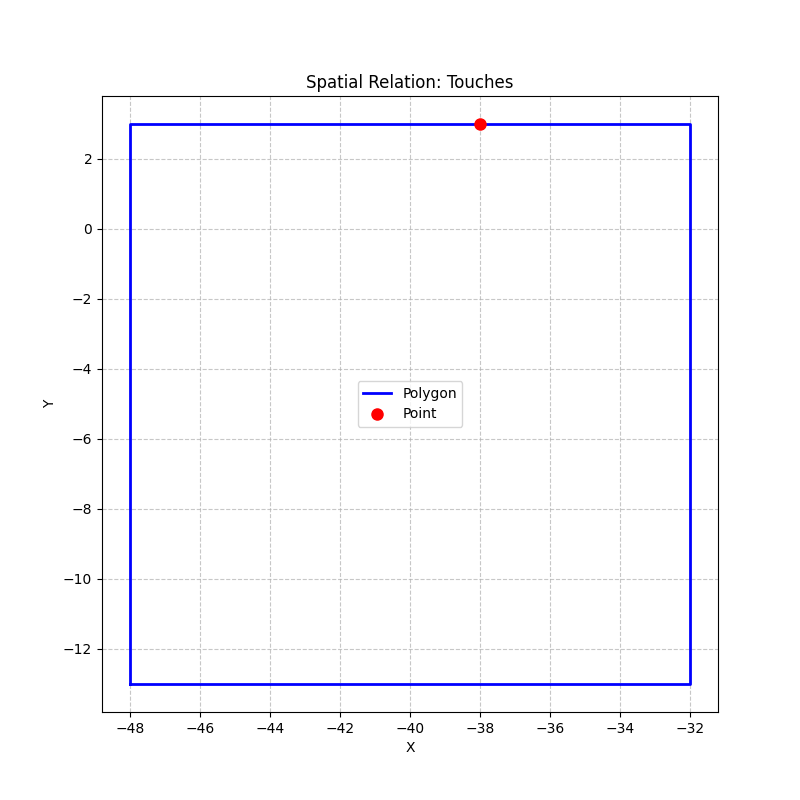 Spatial Relation: Touches
2
0
−2
−4
−6
−8
−10
−12
Y
Polygon
Point
−48 −46 −44 −42 −40 −38 −36 −34 −32
X